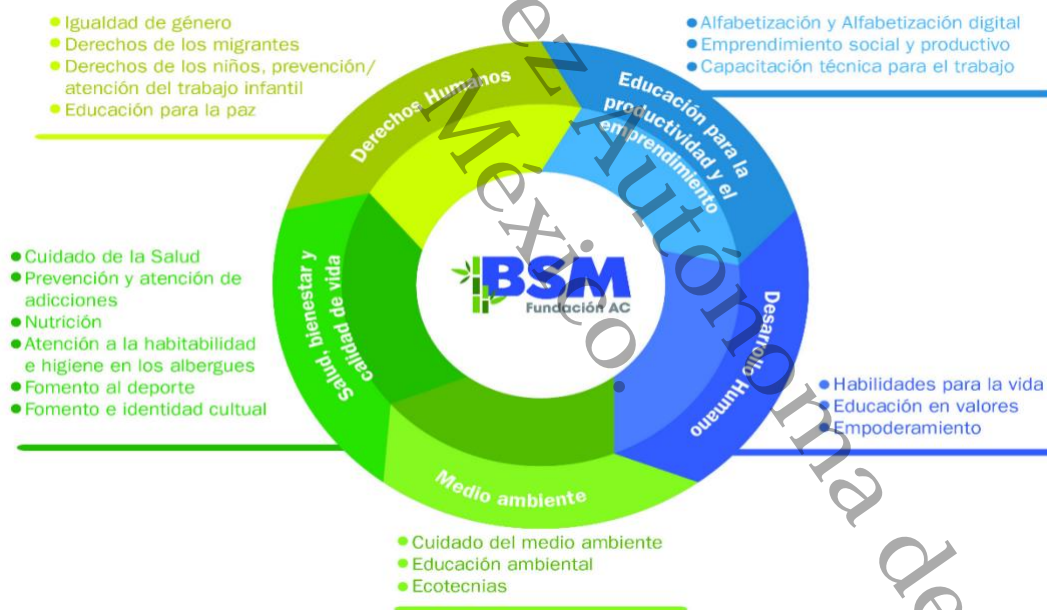 Igualdad de género
Derechos de los migrantes
Derechos de los niños, prevención/
atención del trabajo infantil
Educación para la paz
Alfabetización y Alfabetización digital
Emprendimiento social y productivo
Capacitación técnica para el trabajo
Derechos Humanos
Educación para la
productividad y el
emprendimiento
Cuidado de la Salud
Prevención y atención de
adicciones
Nutrición
Atención a la habitabilidad
e higiene en los albergues
Fomento al deporte
Fomento e identidad cultual
Salud, bienestar y
calidad de vida
BSM
Fundación AC
Desarrollo Humano
Habilidades para la vida
Educación en valores
Empoderamiento
Medio ambiente
Cuidado del medio ambiente
Educación ambiental
Ecotecnias
Autónoma de
México.